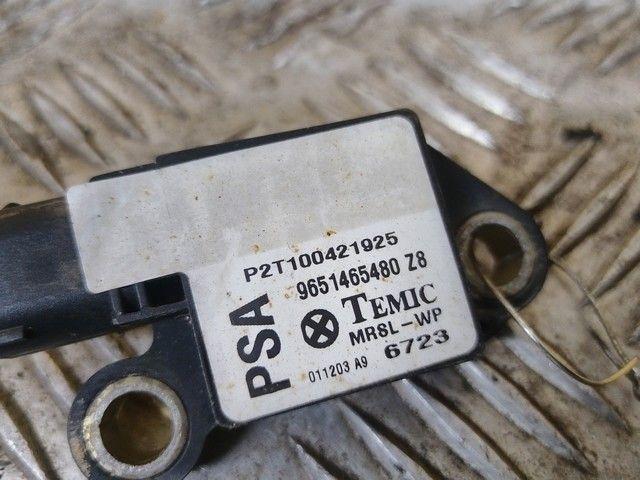 P2T100421925
9651465480 Z8
PSA
TEMIC
MR8L-WP
011203 A9 6723